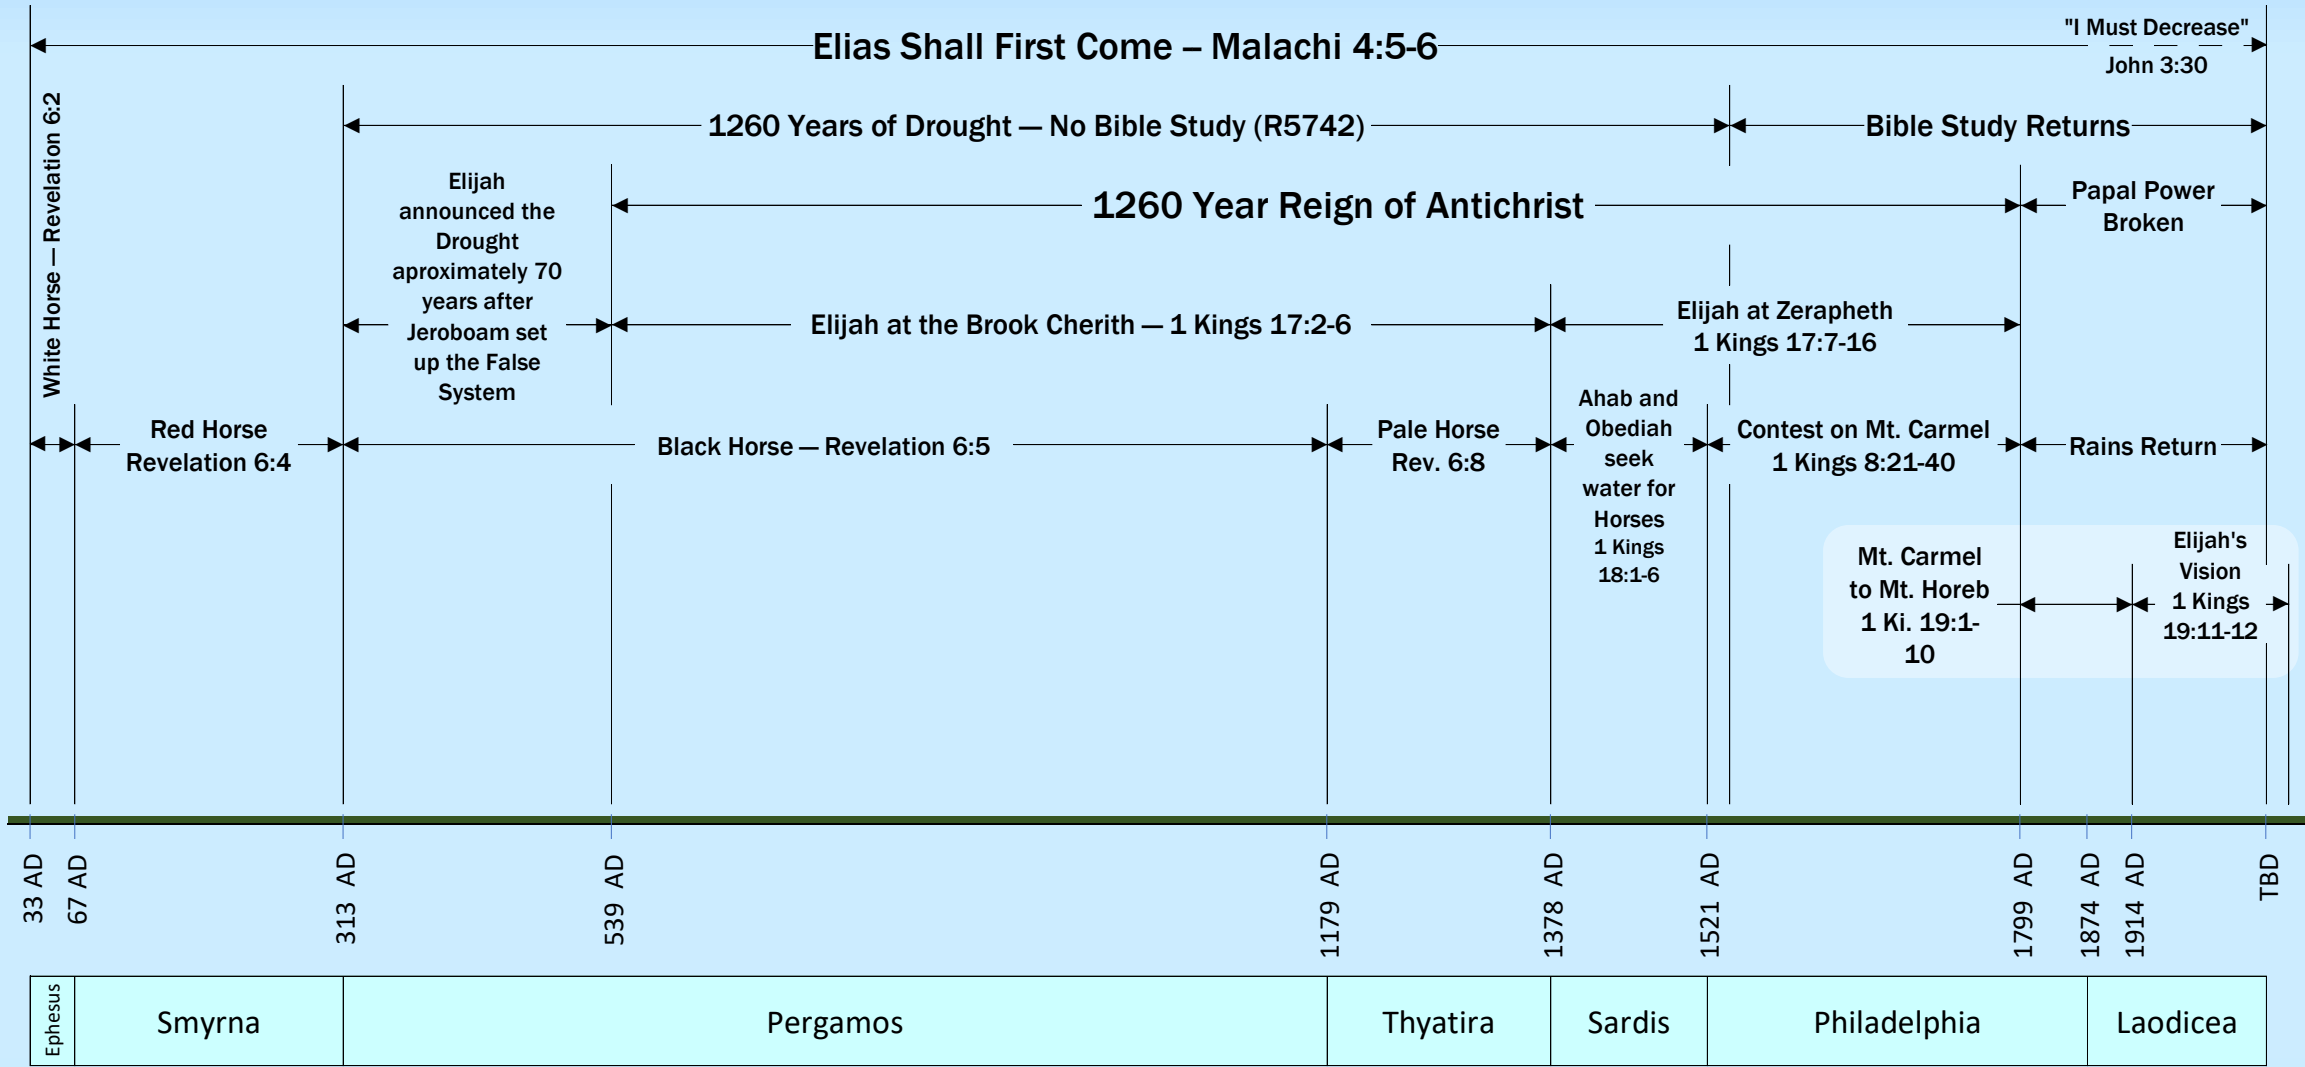 Elias Shall First Come – Malachi 4:5-6
"I Must Decrease"
John 3:30
White Horse — Revelation 6:2
1260 Years of Drought — No Bible Study (R5742)
Bible Study Returns
Elijah
announced the
Drought
aproximately 70
years after
Jeroboam set
up the False
System
1260 Year Reign of Antichrist
Papal Power
Broken
Elijah at the Brook Cherith — 1 Kings 17:2-6
Elijah at Zerapheth
1 Kings 17:7-16
Red Horse
Revelation 6:4
Black Horse — Revelation 6:5
Pale Horse
Rev. 6:8
Ahab and
Obediah
seek
water for
Horses
1 Kings
18:1-6
Contest on Mt. Carmel
1 Kings 8:21-40
Rains Return
Mt. Carmel
to Mt. Horeb
1 Ki. 19:1-
10
Elijah's
Vision
1 Kings
19:11-12
33 AD
67 AD
313 AD
539 AD
1179 AD
1378 AD
1521 AD
1799 AD
1874 AD
1914 AD
TBD
Ephesus
Smyrna
Pergamos
Thyatira
Sardis
Philadelphia
Laodicea